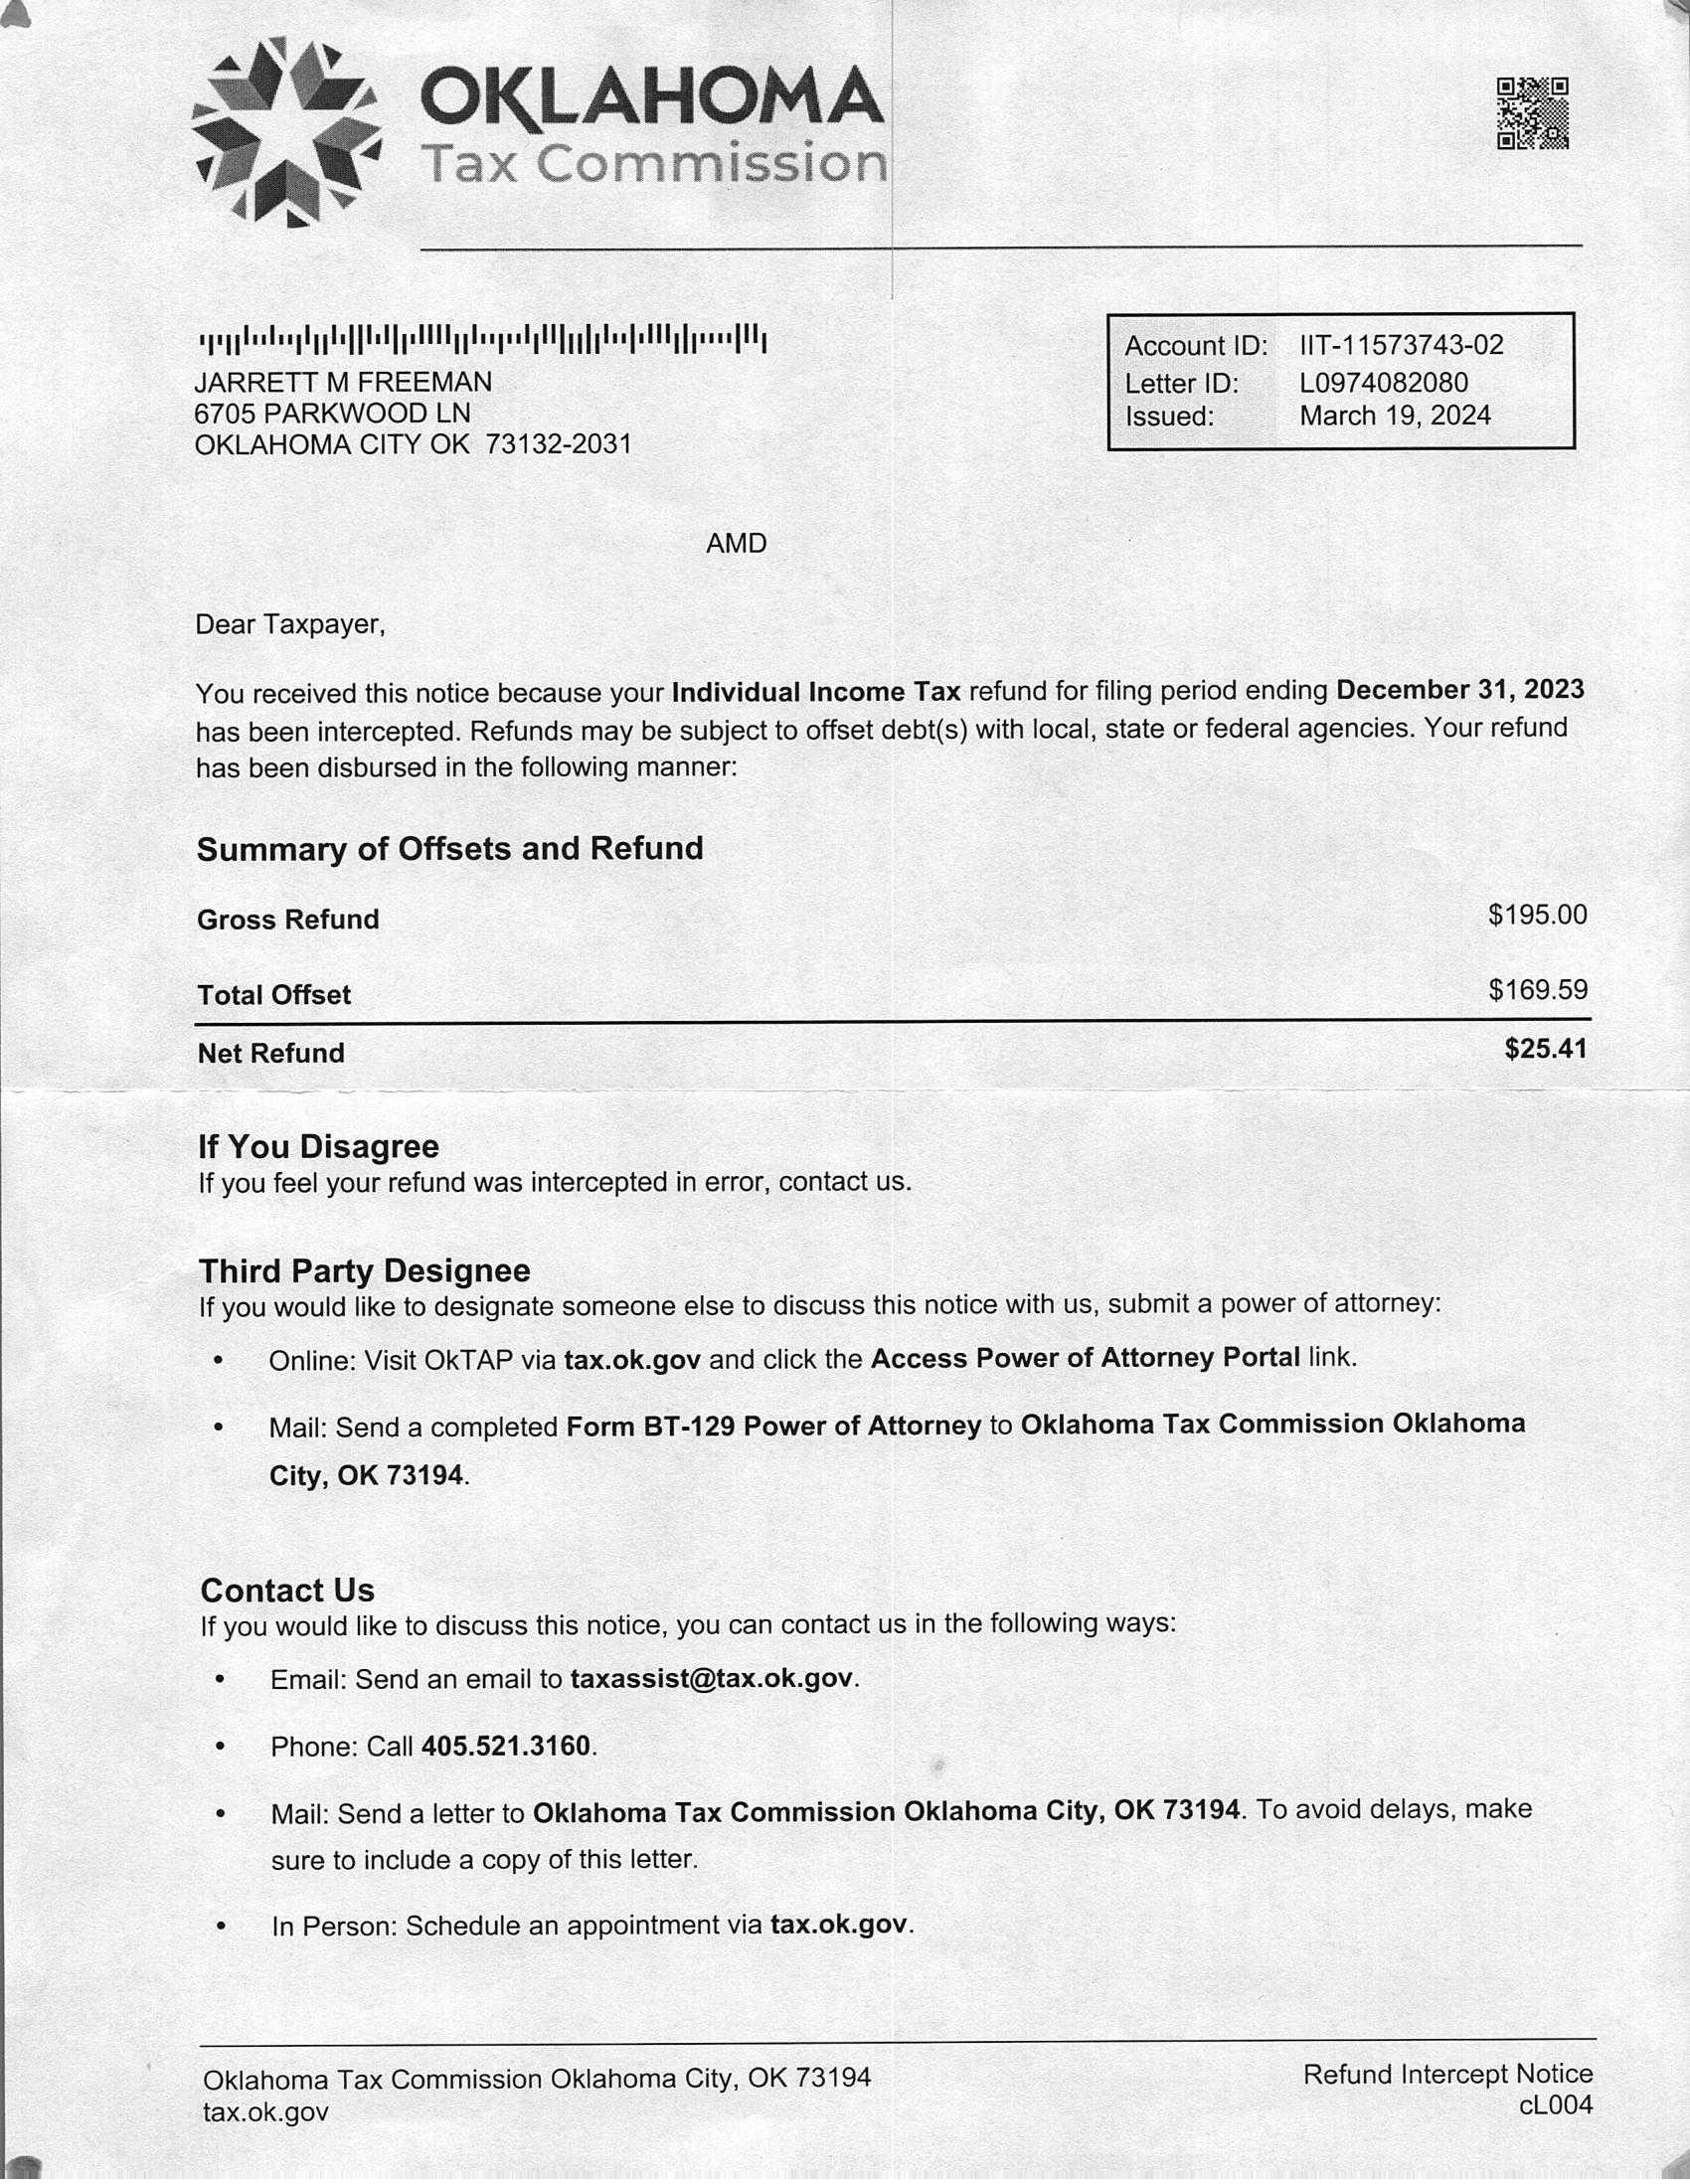 OKLAHOMA
Tax Commission
JARRETT M FREEMAN
6705 PARKWOOD LN
OKLAHOMA CITY OK 73132-2031
Account ID: IIT-11573743-02
Letter ID: L0974082080
Issued: March 19, 2024
AMD
Dear Taxpayer,
You received this notice because your Individual Income Tax refund for filing period ending December 31, 2023
has been intercepted. Refunds may be subject to offset debt(s) with local, state or federal agencies. Your refund
has been disbursed in the following manner:
Summary of Offsets and Refund
Gross Refund $195.00
Total Offset $169.59
Net Refund $25.41
If You Disagree
If you feel your refund was intercepted in error, contact us.
Third Party Designee
If you would like to designate someone else to discuss this notice with us, submit a power of attorney:
• Online: Visit OkTAP via tax.ok.gov and click the Access Power of Attorney Portal link.
• Mail: Send a completed Form BT-129 Power of Attorney to Oklahoma Tax Commission Oklahoma
City, OK 73194.
Contact Us
If you would like to discuss this notice, you can contact us in the following ways:
• Email: Send an email to taxassist@tax.ok.gov.
• Phone: Call 405.521.3160.
• Mail: Send a letter to Oklahoma Tax Commission Oklahoma City, OK 73194. To avoid delays, make
sure to include a copy of this letter.
• In Person: Schedule an appointment via tax.ok.gov.
Oklahoma Tax Commission Oklahoma City, OK 73194
tax.ok.gov
Refund Intercept Notice
cL004